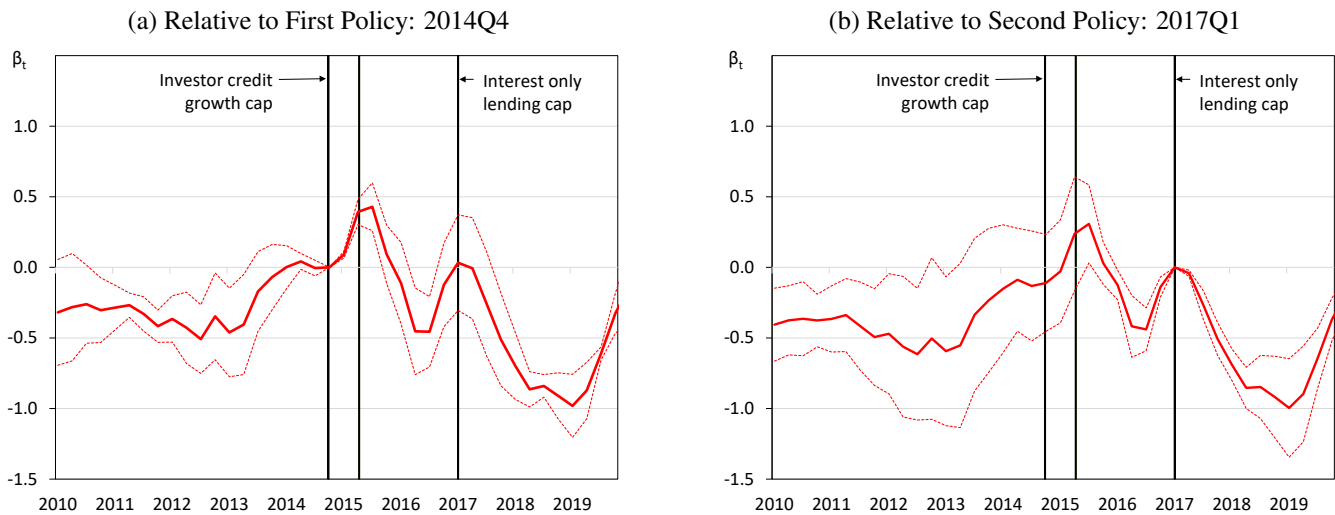 (a) Relative to First Policy: 2014Q4
βt
Investor credit
growth cap
Interest only
lending cap
1.0
0.5
0.0
-0.5
-1.0
-1.5
2010 2011 2012 2013 2014 2015 2016 2017 2018 2019
(b) Relative to Second Policy: 2017Q1
βt
Investor credit
growth cap
Interest only
lending cap
1.0
0.5
0.0
-0.5
-1.0
-1.5
2010 2011 2012 2013 2014 2015 2016 2017 2018 2019